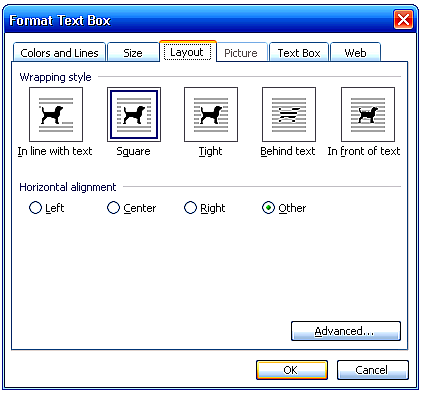 Format Text Box
Colors and Lines Size Layout Picture Text Box Web
Wrapping style
In line with text Square Tight Behind text In front of text
Horizontal alignment
Left Center Right Other
Advanced...
OK Cancel